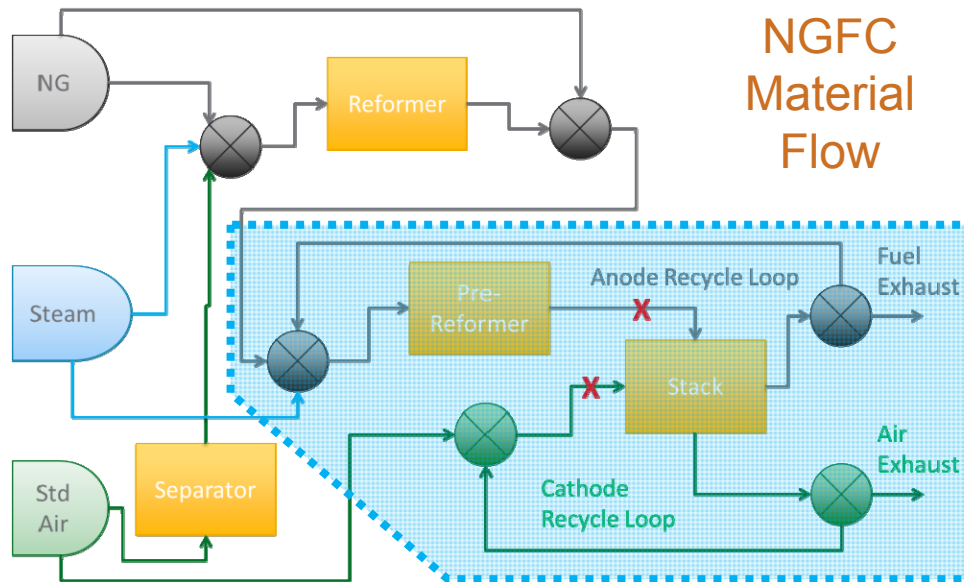 NGFC
Material
Flow
NG
Reformer
Steam
Pre-
Reformer
Anode Recycle Loop
X
Fuel
Exhaust
Stack
X
Std
Air
Separator
Cathode
Recycle Loop
Air
Exhaust